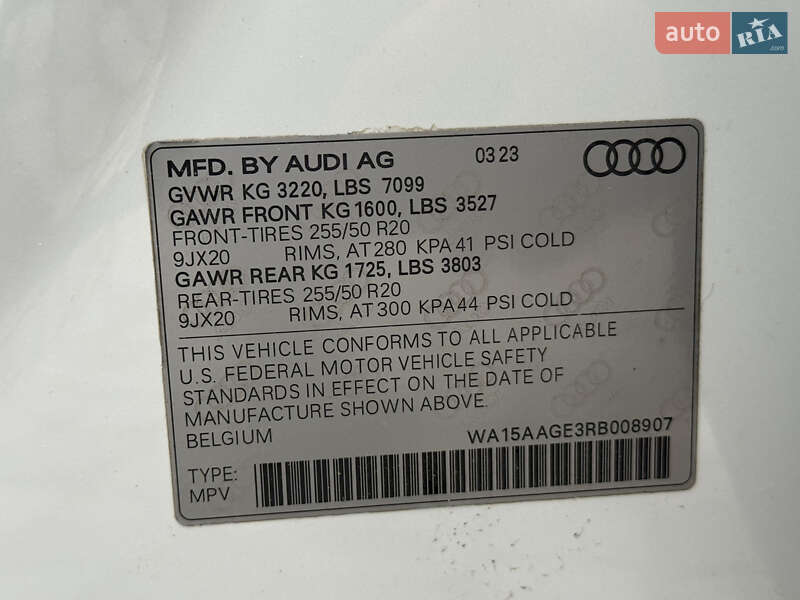 auto RIA .com
MFD. BY AUDI AG 03 23
GVWR KG 3220, LBS 7099
GAWR FRONT KG 1600, LBS 3527
FRONT-TIRES 255/50 R20
9JX20 RIMS, AT 280 KPA 41 PSI COLD
GAWR REAR KG 1725, LBS 3803
REAR-TIRES 255/50 R20
9JX20 RIMS, AT 300 KPA 44 PSI COLD
THIS VEHICLE CONFORMS TO ALL APPLICABLE
U.S. FEDERAL MOTOR VEHICLE SAFETY
STANDARDS IN EFFECT ON THE DATE OF
MANUFACTURE SHOWN ABOVE.
BELGIUM WA15AAGE3RB008907
TYPE:
MPV